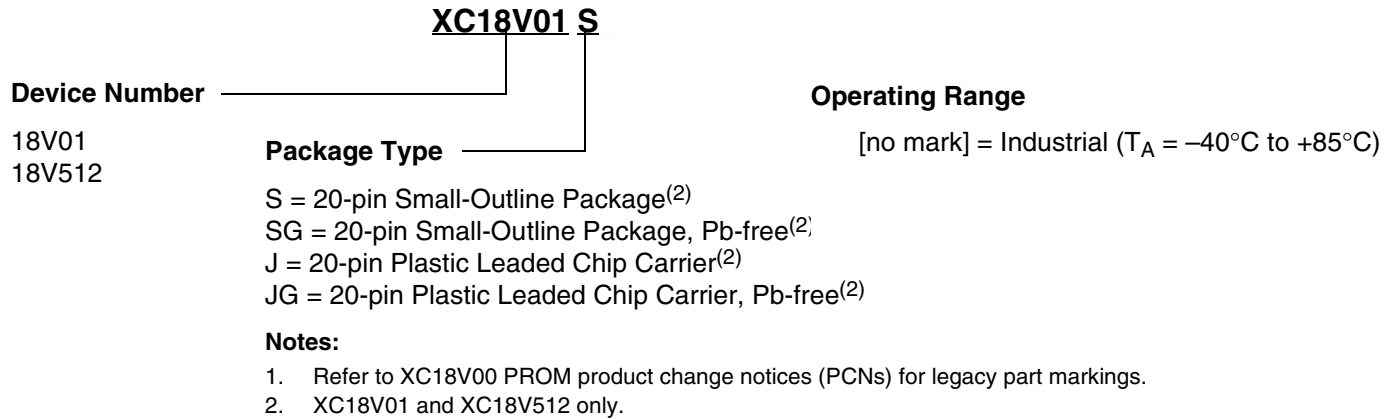 XC18V01 S
Device Number
18V01
18V512
Package Type
S = 20-pin Small-Outline Package(2)
SG = 20-pin Small-Outline Package, Pb-free(2)
J = 20-pin Plastic Leaded Chip Carrier(2)
JG = 20-pin Plastic Leaded Chip Carrier, Pb-free(2)
Operating Range
[no mark] = Industrial (TA = –40°C to +85°C)
Notes:
1. Refer to XC18V00 PROM product change notices (PCNs) for legacy part markings.
2. XC18V01 and XC18V512 only.